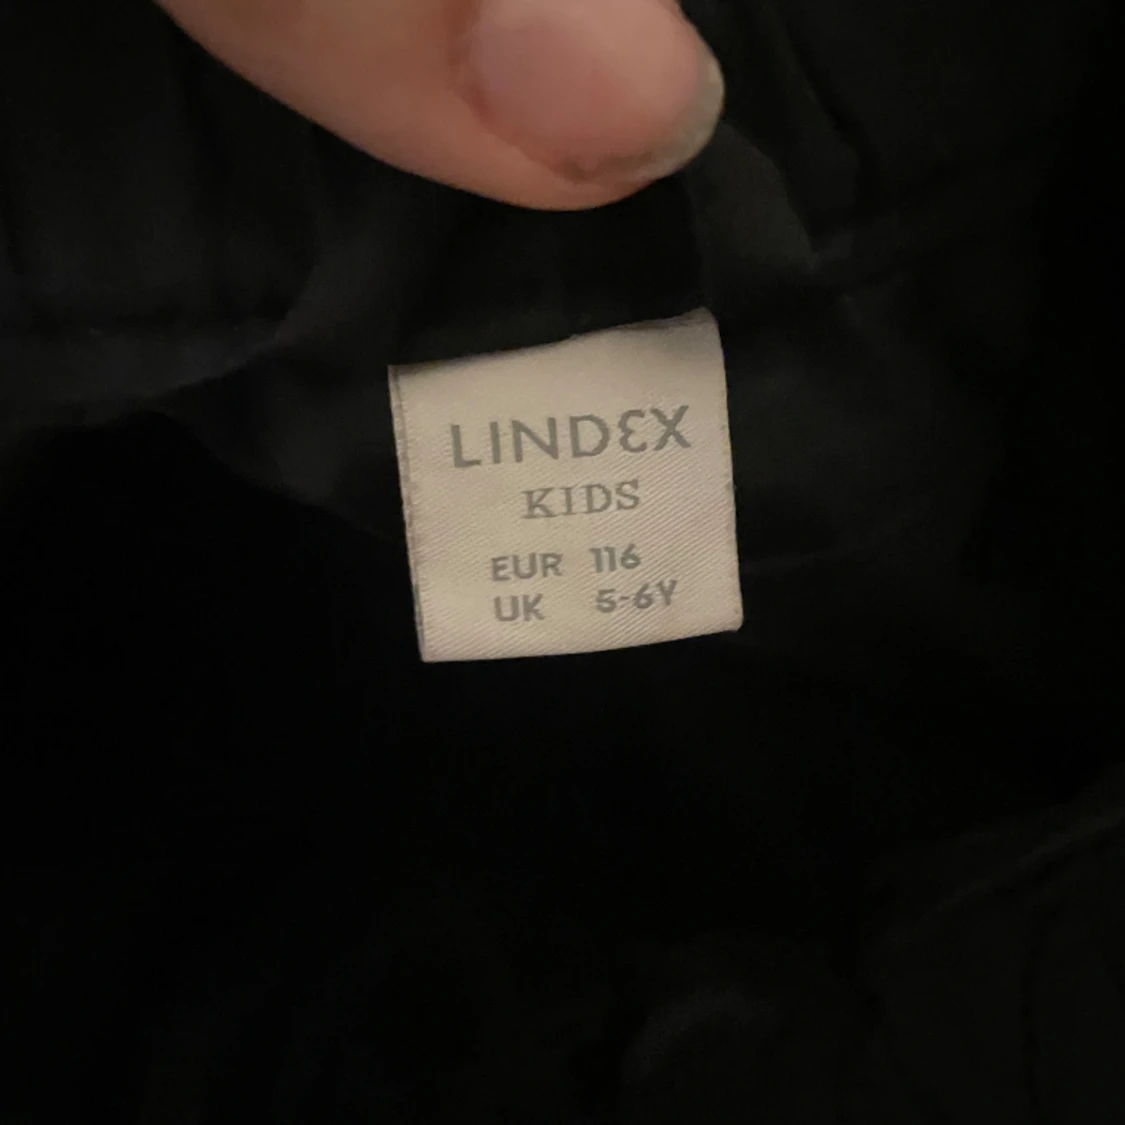 LINDEX
KIDS
EUR 116
UK 5-6Y